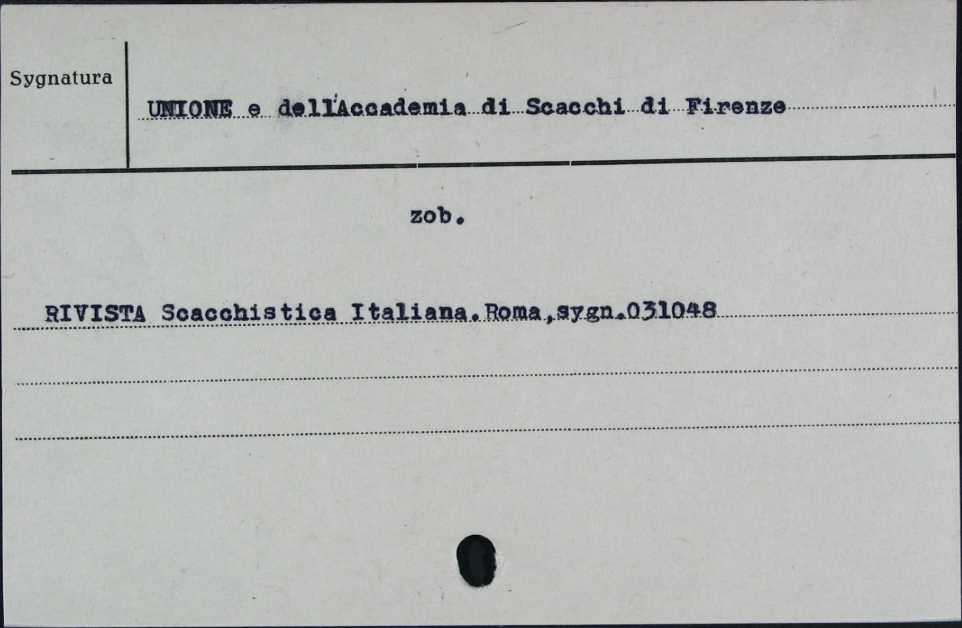 Sygnatura
UNIONE e dell'Accademia di Scacchi di Firenze
zob.
RIVISTA Scacchistica Italiana.Roma,sygn.031048